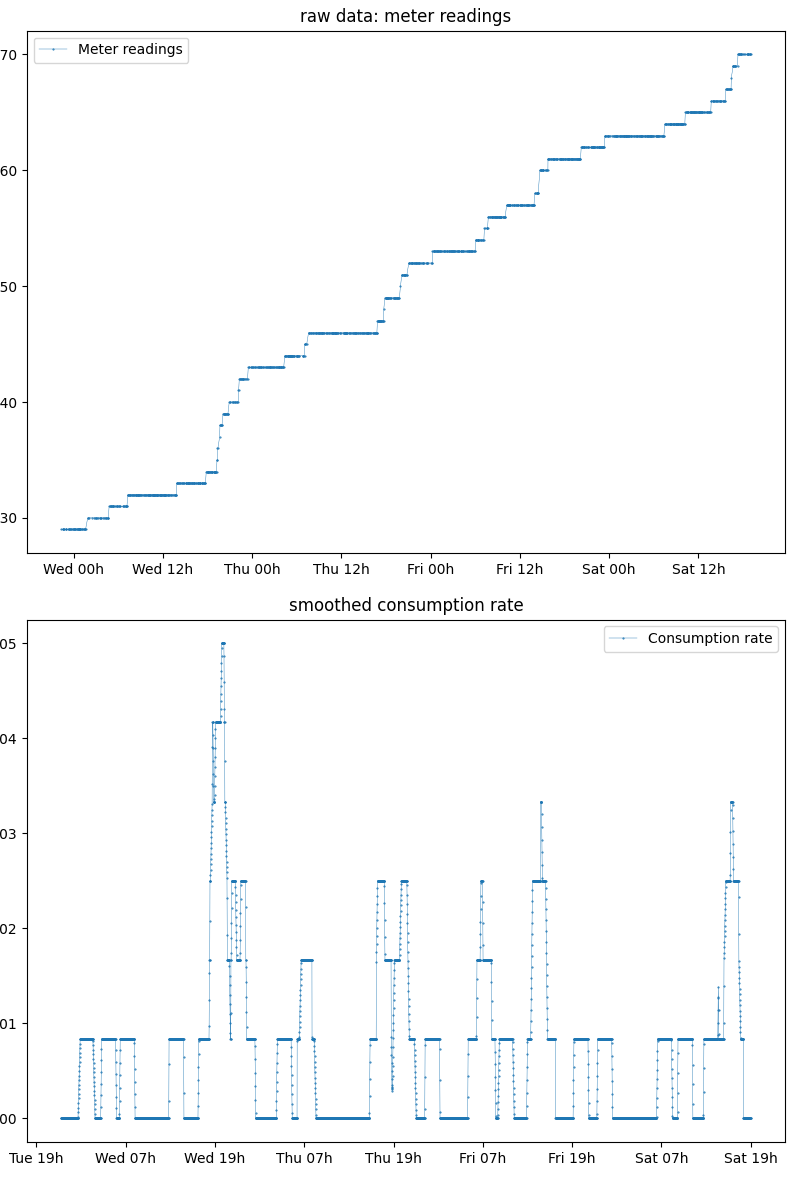 raw data: meter readings
Meter readings
70
60
50
40
30
Wed 00h Wed 12h Thu 00h Thu 12h Fri 00h Fri 12h Sat 00h Sat 12h
smoothed consumption rate
Consumption rate
05
04
03
02
01
00
Tue 19h Wed 07h Wed 19h Thu 07h Thu 19h Fri 07h Fri 19h Sat 07h Sat 19h